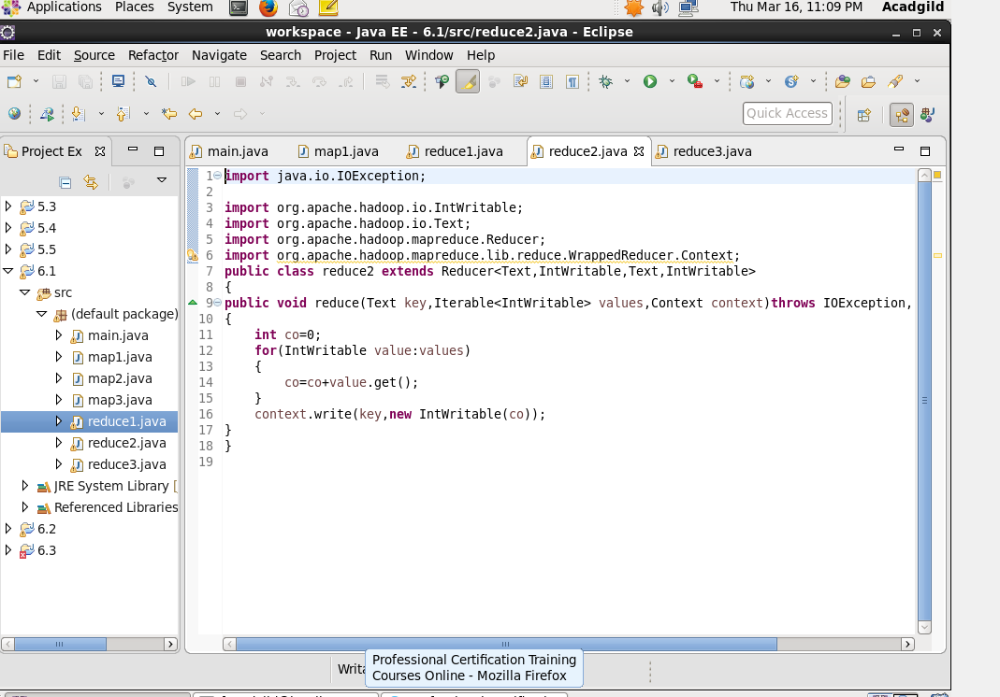 Applications Places System Thu Mar 16, 11:09 PM Acadgild
workspace - Java EE - 6.1/src/reduce2.java - Eclipse
File Edit Source Refactor Navigate Search Project Run Window Help
Quick Access
Project Ex
main.java map1.java reduce1.java reduce2.java reduce3.java
5.3
5.4
5.5
6.1
src
(default package)
main.java
map1.java
map2.java
map3.java
reduce1.java
reduce2.java
reduce3.java
JRE System Library [
Referenced Libraries
6.2
6.3
1 import java.io.IOException;
2
3 import org.apache.hadoop.io.IntWritable;
4 import org.apache.hadoop.io.Text;
5 import org.apache.hadoop.mapreduce.Reducer;
6 import org.apache.hadoop.mapreduce.lib.reduce.WrappedReducer.Context;
7 public class reduce2 extends Reducer<Text,IntWritable,Text,IntWritable>
8 {
9 public void reduce(Text key,Iterable<IntWritable> values,Context context)throws IOException,
10 {
11 int co=0;
12 for(IntWritable value:values)
13 {
14 co=co+value.get();
15 }
16 context.write(key,new IntWritable(co));
17 }
18 }
19
Writa
Professional Certification Training
Courses Online - Mozilla Firefox